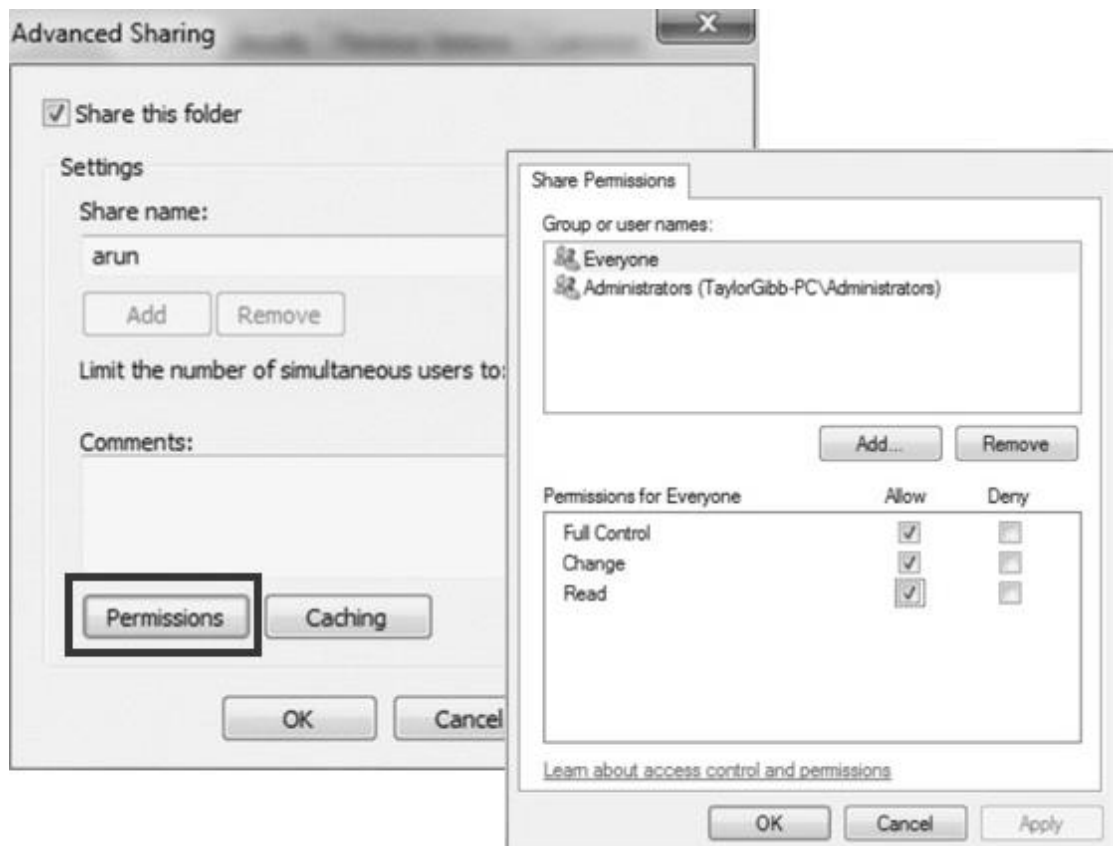 Advanced Sharing
Share this folder
Settings
Share name:
arun
Add Remove
Limit the number of simultaneous users to:
Comments:
Permissions Caching
OK Cancel
Share Permissions
Group or user names:
Everyone
Administrators (TaylorGibb-PC\Administrators)
Add... Remove
Permissions for Everyone Allow Deny
Full Control
Change
Read
Learn about access control and permissions
OK Cancel Apply